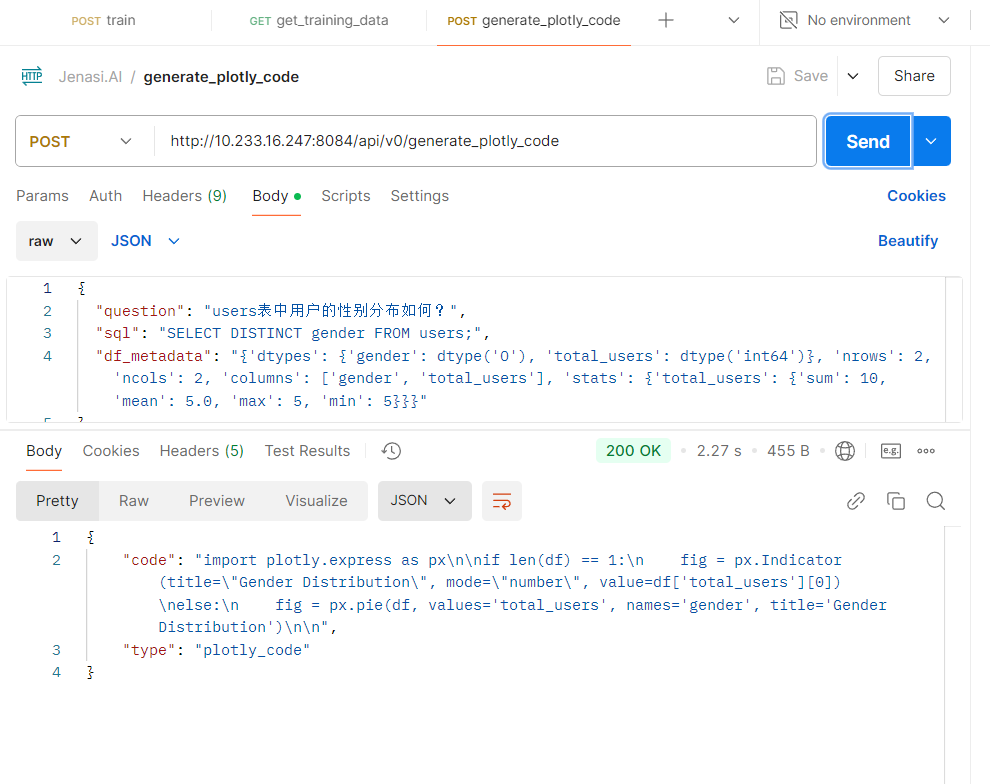 POST train GET get_training_data POST generate_plotly_code No environment
HTTP Jenasi.AI / generate_plotly_code Save Share
POST http://10.233.16.247:8084/api/v0/generate_plotly_code Send
Params Auth Headers (9) Body Scripts Settings Cookies
raw JSON Beautify
1 {
2 "question": "users表中用户的性别分布如何？",
3 "sql": "SELECT DISTINCT gender FROM users;",
4 "df_metadata": "{'dtypes': {'gender': dtype('O'), 'total_users': dtype('int64')}, 'nrows': 2,
'ncols': 2, 'columns': ['gender', 'total_users'], 'stats': {'total_users': {'sum': 10,
'mean': 5.0, 'max': 5, 'min': 5}}}"
Body Cookies Headers (5) Test Results 200 OK 2.27 s 455 B e.g.
Pretty Raw Preview Visualize JSON
1 {
2 "code": "import plotly.express as px\n\nif len(df) == 1:\n    fig = px.Indicator
(title=\"Gender Distribution\", mode=\"number\", value=df['total_users'][0])
\nelse:\n    fig = px.pie(df, values='total_users', names='gender', title='Gender
Distribution')\n\n",
3 "type": "plotly_code"
4 }